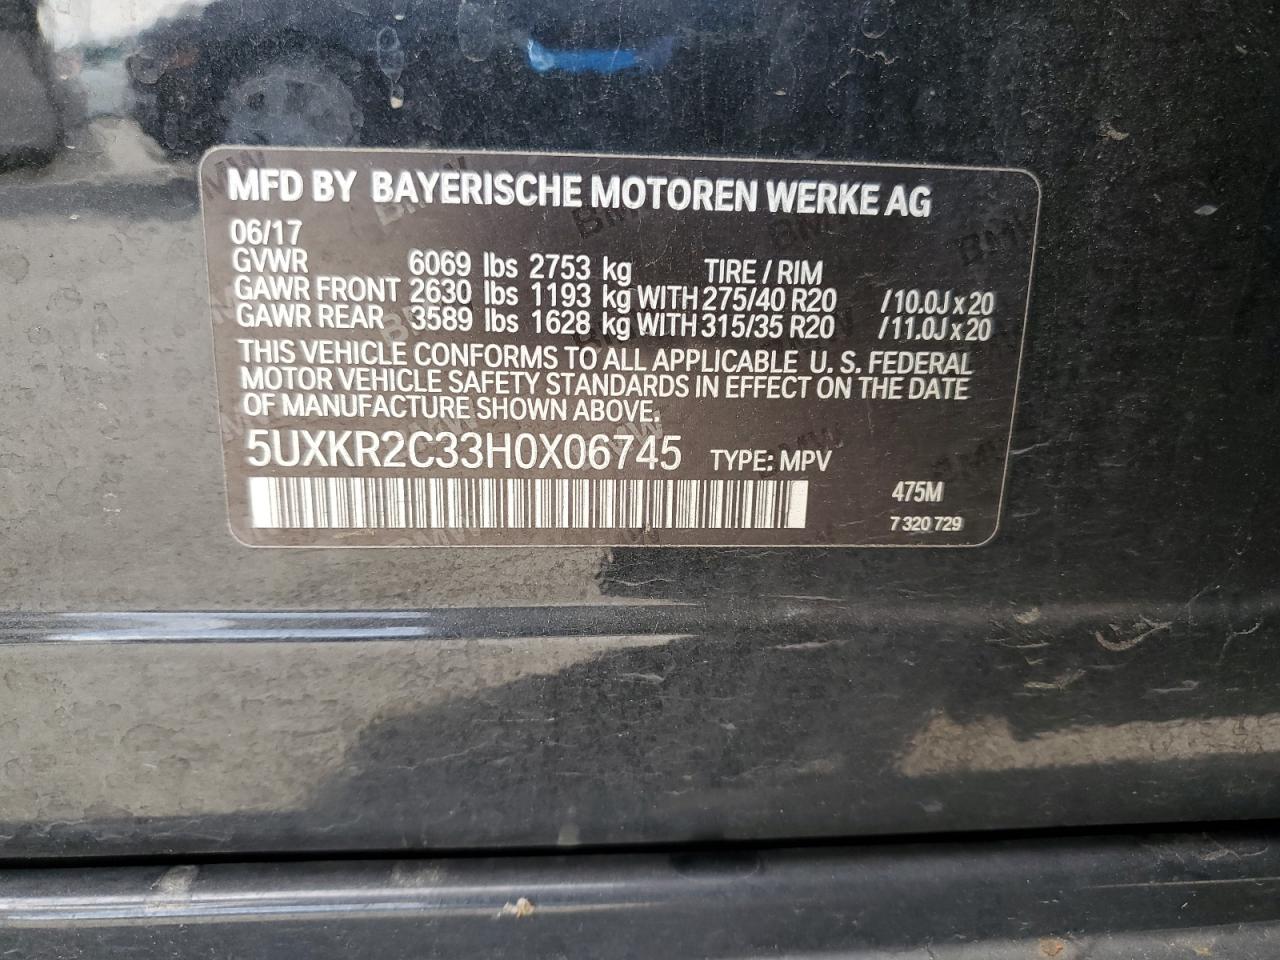 MFD BY BAYERISCHE MOTOREN WERKE AG
06/17
GVWR 6069 lbs 2753 kg TIRE / RIM
GAWR FRONT 2630 lbs 1193 kg WITH 275/40 R20 /10.0J x 20
GAWR REAR 3589 lbs 1628 kg WITH 315/35 R20 /11.0J x 20
THIS VEHICLE CONFORMS TO ALL APPLICABLE U. S. FEDERAL
MOTOR VEHICLE SAFETY STANDARDS IN EFFECT ON THE DATE
OF MANUFACTURE SHOWN ABOVE.
5UXKR2C33H0X06745 TYPE: MPV
475M
7 320 729